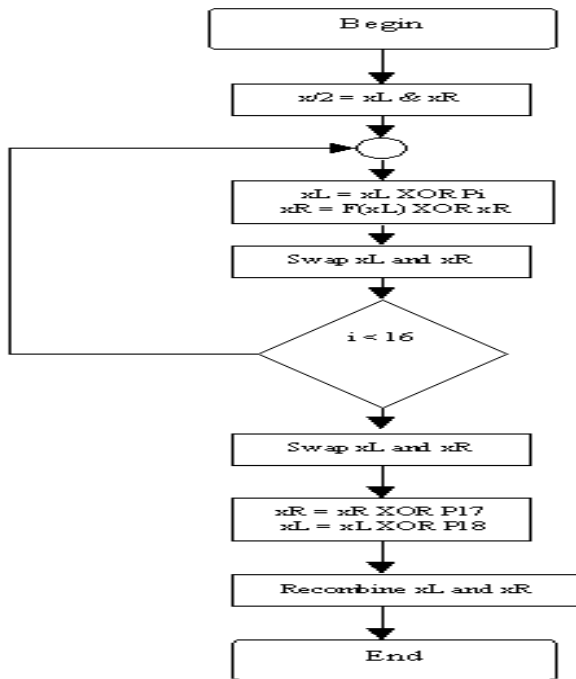 Begin
x/2 = xL & xR
xL = xL XOR Pi
xR = F(xL) XOR xR
Swap xL and xR
i < 16
Swap xL and xR
xR = xR XOR P17
xL = xL XOR P18
Recombine xL and xR
End